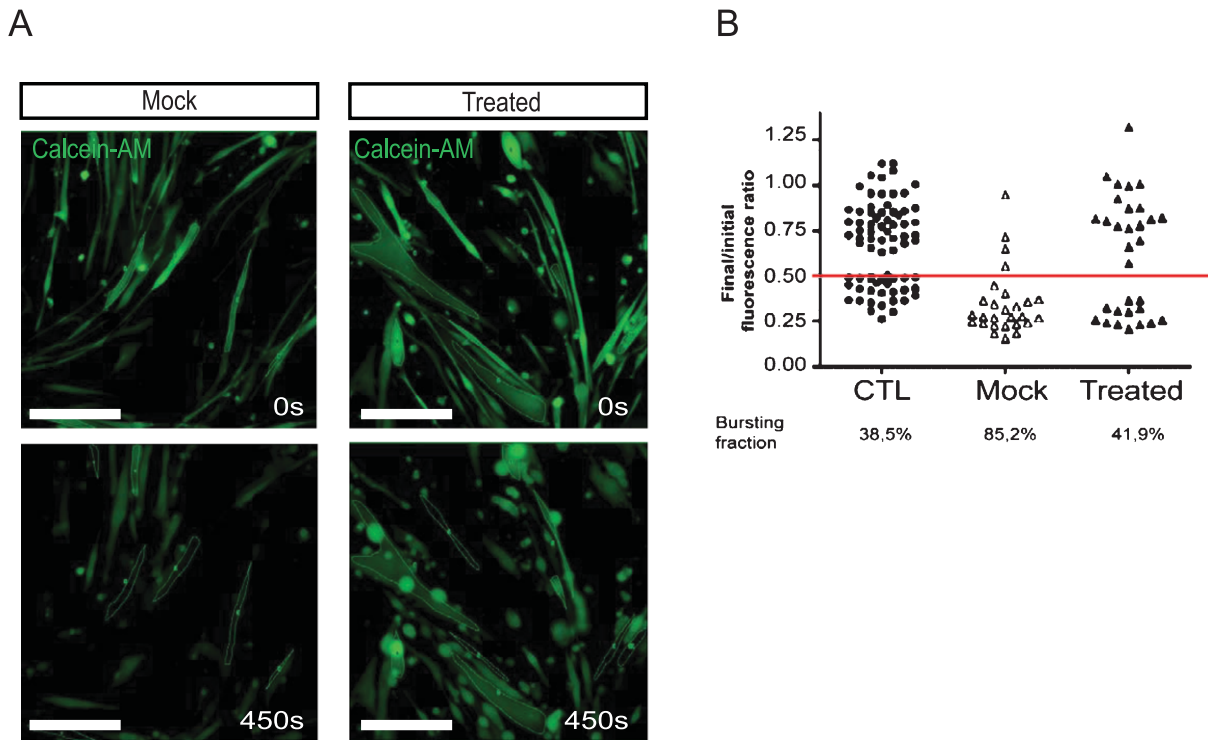 A
B
Mock
Treated
Calcein-AM
Calcein-AM
0s
0s
450s
450s
Final/initial
fluorescence ratio
1.25
1.00
0.75
0.50
0.25
0.00
CTL
Mock
Treated
Bursting
fraction
38,5%
85,2%
41,9%